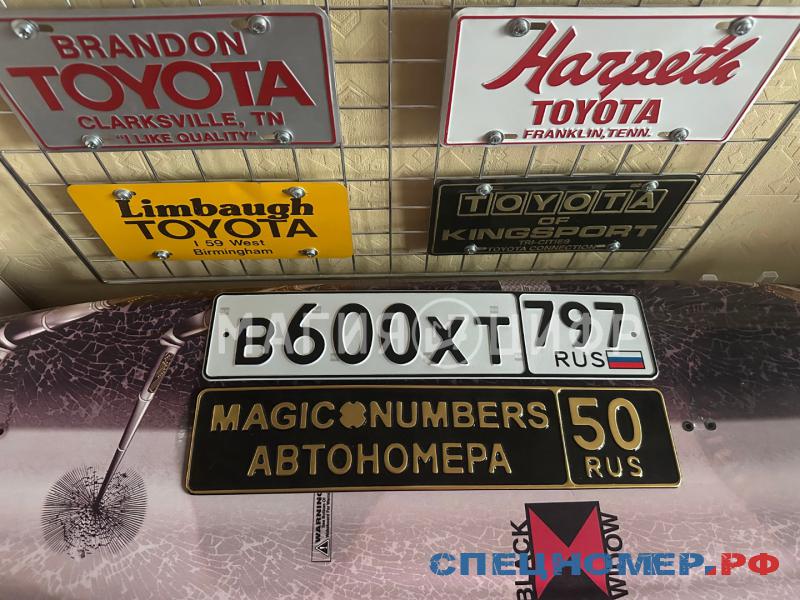 BRANDON
TOYOTA
CLARKSVILLE, TN
"I LIKE QUALITY"
Harpeth
TOYOTA
FRANKLIN, TENN.
Limbaugh
TOYOTA
I 59 West
Birmingham
TOYOTA
OF
KINGSPORT
TRI-CITIES
TOYOTA CONNECTION
В600ХТ 797
RUS
MAGIC NUMBERS
АВТОНОМЕРА
50
RUS
WARNING
BLACK
WIDOW
СПЕЦНОМЕР.РФ